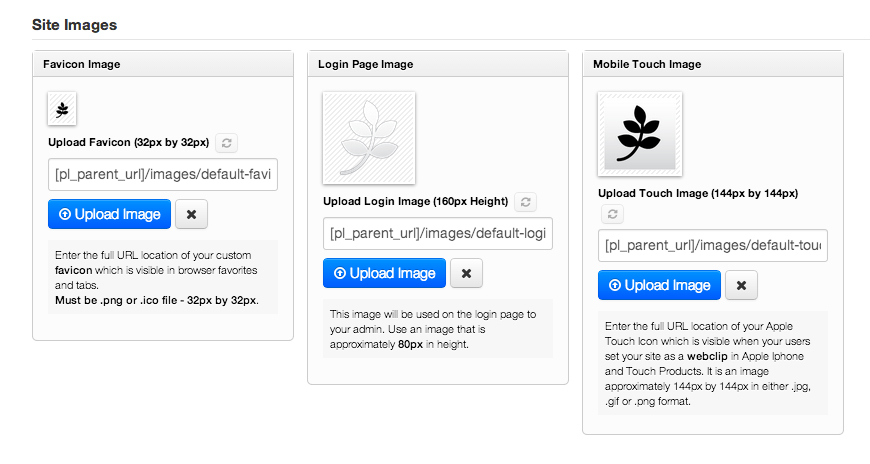 Site Images
Favicon Image
Upload Favicon (32px by 32px)
[pl_parent_url]/images/default-favi
Upload Image
Enter the full URL location of your custom
favicon which is visible in browser favorites
and tabs.
Must be .png or .ico file - 32px by 32px.
Login Page Image
Upload Login Image (160px Height)
[pl_parent_url]/images/default-logi
Upload Image
This image will be used on the login page to
your admin. Use an image that is
approximately 80px in height.
Mobile Touch Image
Upload Touch Image (144px by 144px)
[pl_parent_url]/images/default-touc
Upload Image
Enter the full URL location of your Apple
Touch Icon which is visible when your users
set your site as a webclip in Apple Iphone
and Touch Products. It is an image
approximately 144px by 144px in either .jpg,
.gif or .png format.